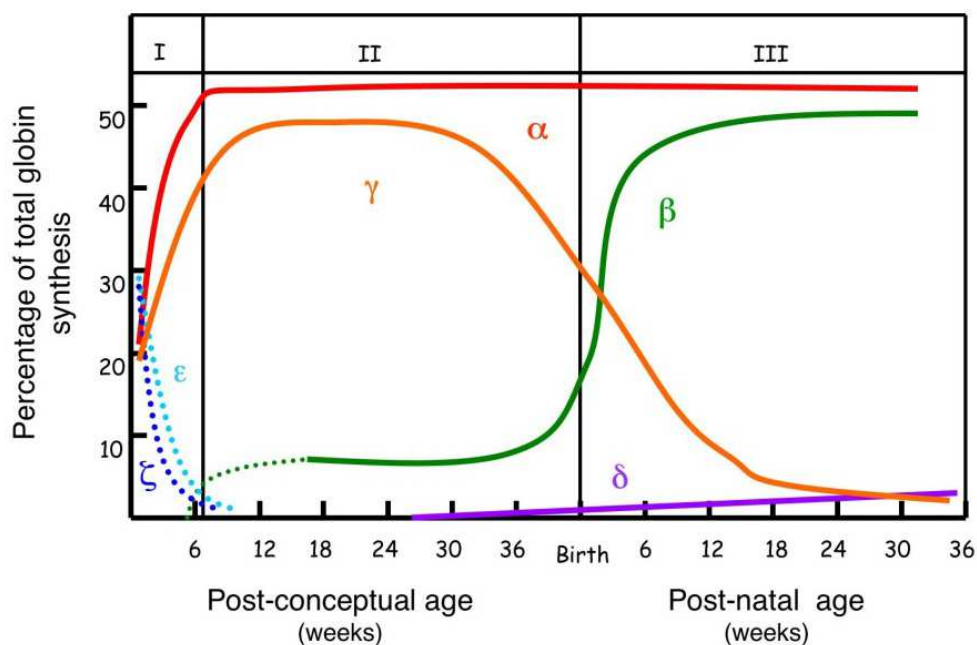 I II III
50
40
30
20
10
Percentage of total globin
synthesis
α
γ
β
ε
ζ
δ
6 12 18 24 30 36 Birth 6 12 18 24 30 36
Post-conceptual age
(weeks)
Post-natal age
(weeks)